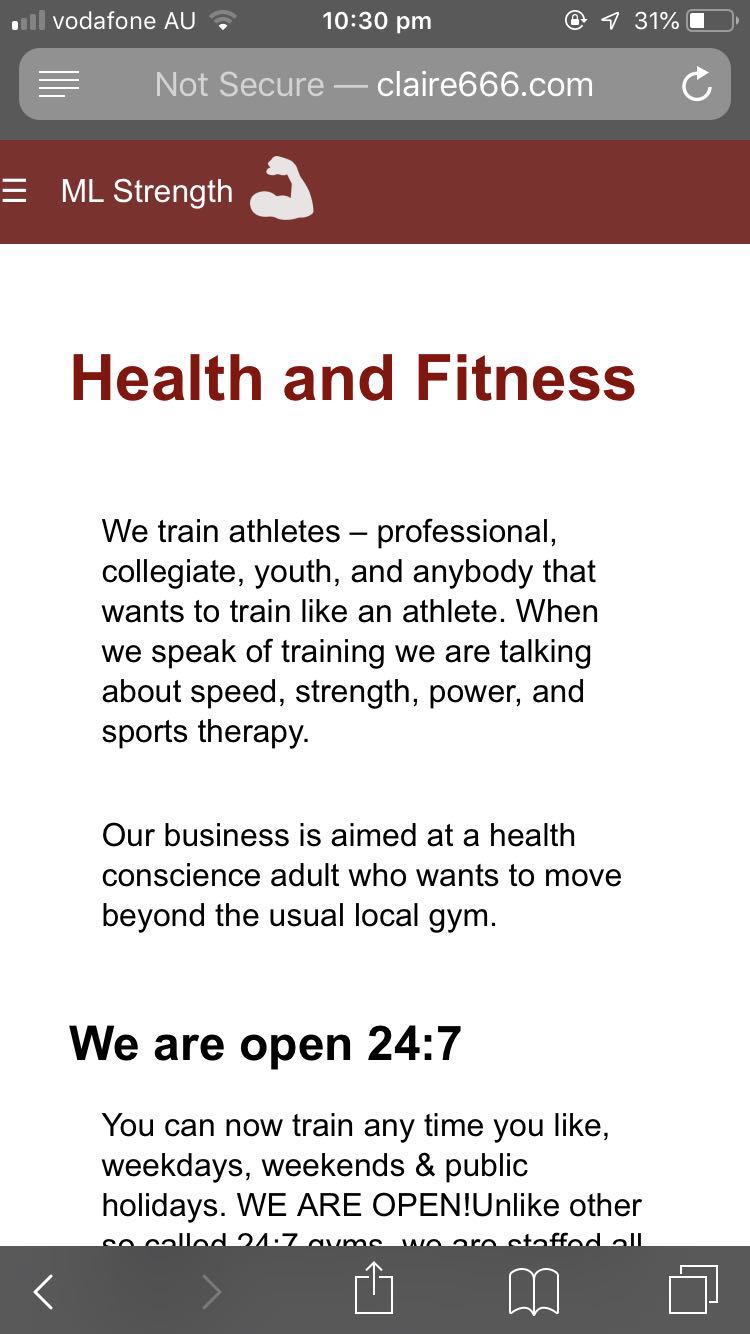 vodafone AU 10:30 pm 31%
Not Secure — claire666.com
ML Strength
Health and Fitness
We train athletes – professional,
collegiate, youth, and anybody that
wants to train like an athlete. When
we speak of training we are talking
about speed, strength, power, and
sports therapy.
Our business is aimed at a health
conscience adult who wants to move
beyond the usual local gym.
We are open 24:7
You can now train any time you like,
weekdays, weekends & public
holidays. WE ARE OPEN!Unlike other
so called 24:7 gyms, we are staffed all